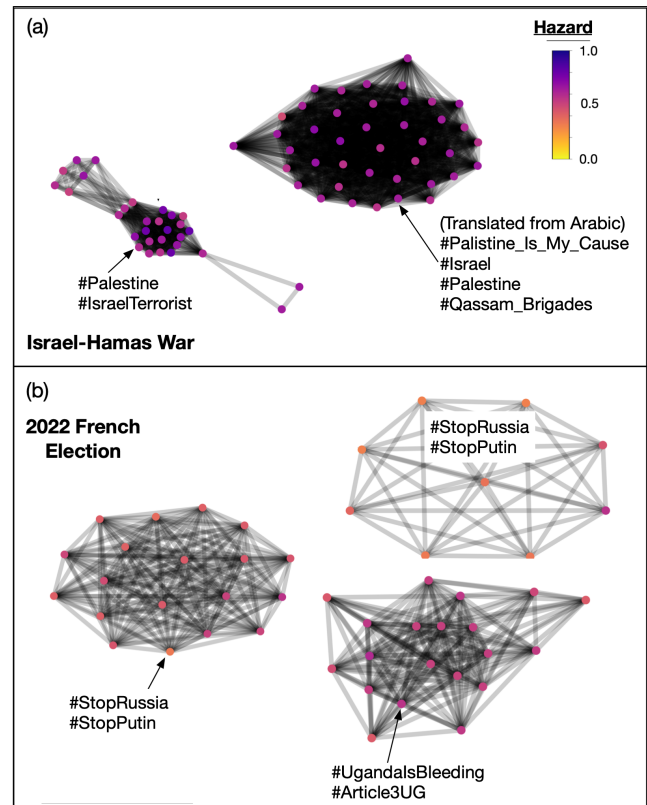 (a)
Hazard
1.0
0.5
0.0
(Translated from Arabic)
#Palistine_Is_My_Cause
#Israel
#Palestine
#Qassam_Brigades
#Palestine
#IsraelTerrorist
Israel-Hamas War
(b)
2022 French
Election
#StopRussia
#StopPutin
#StopRussia
#StopPutin
#UgandaIsBleeding
#Article3UG